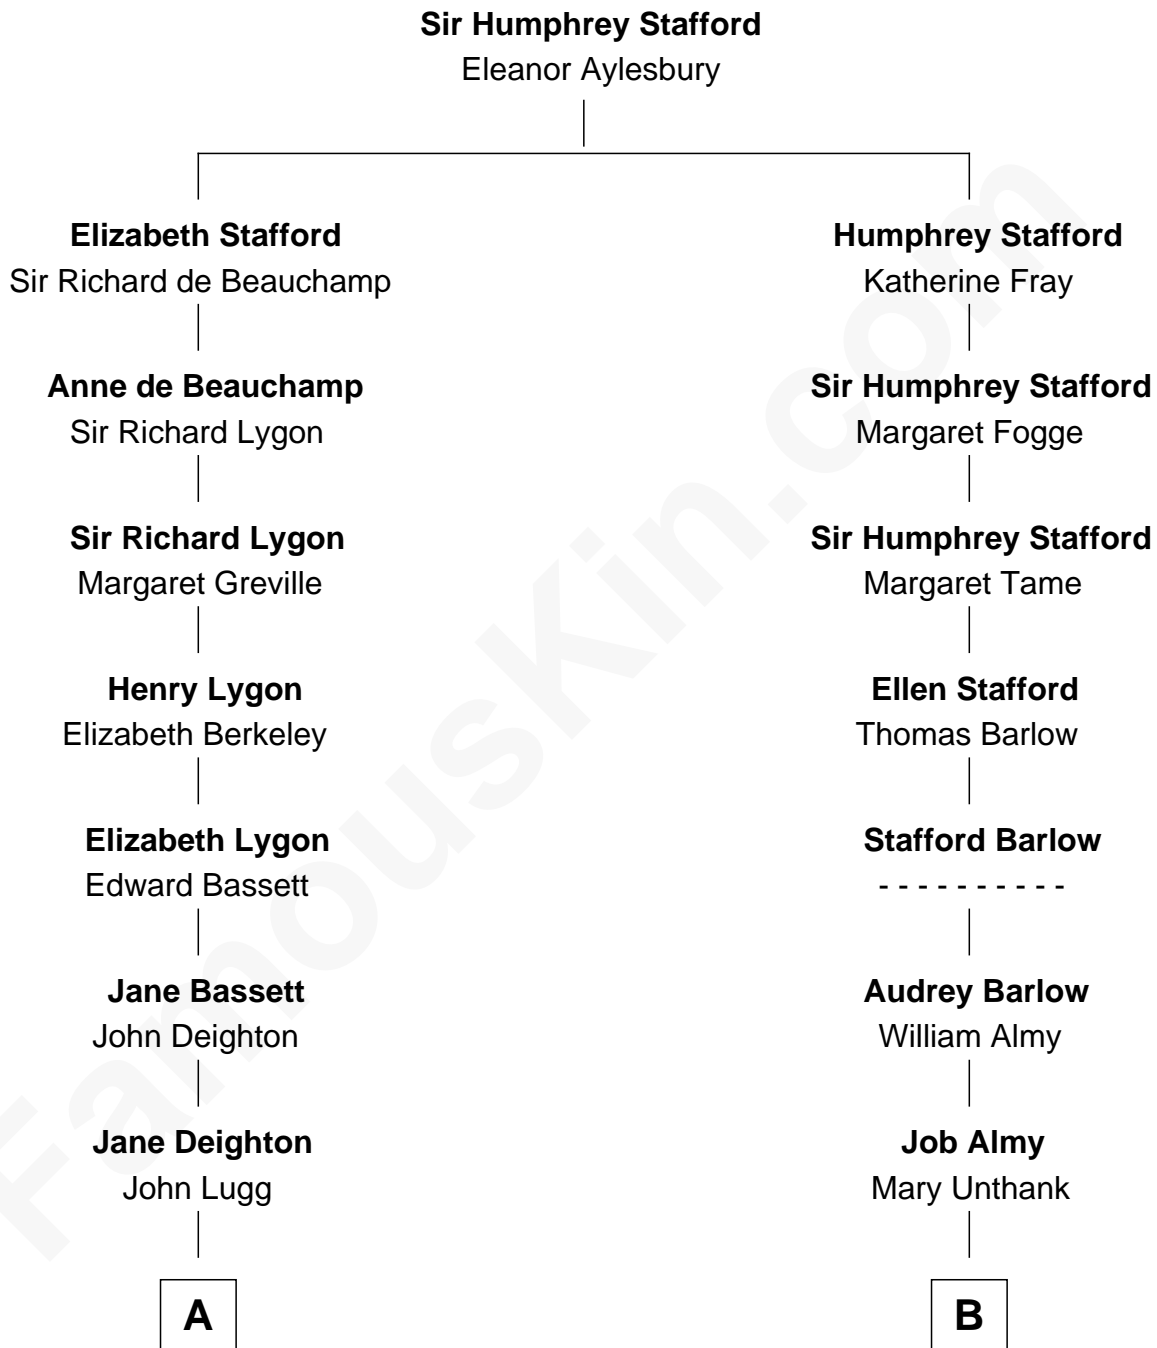 Sir Humphrey Stafford
Eleanor Aylesbury
Elizabeth Stafford
Sir Richard de Beauchamp
Humphrey Stafford
Katherine Fray
Anne de Beauchamp
Sir Richard Lygon
Sir Humphrey Stafford
Margaret Fogge
Sir Richard Lygon
Margaret Greville
Sir Humphrey Stafford
Margaret Tame
Henry Lygon
Elizabeth Berkeley
Ellen Stafford
Thomas Barlow
Elizabeth Lygon
Edward Bassett
Stafford Barlow
- - - - - - - - - -
Jane Bassett
John Deighton
Audrey Barlow
William Almy
Jane Deighton
John Lugg
Job Almy
Mary Unthank
A
B
FamousKin.com